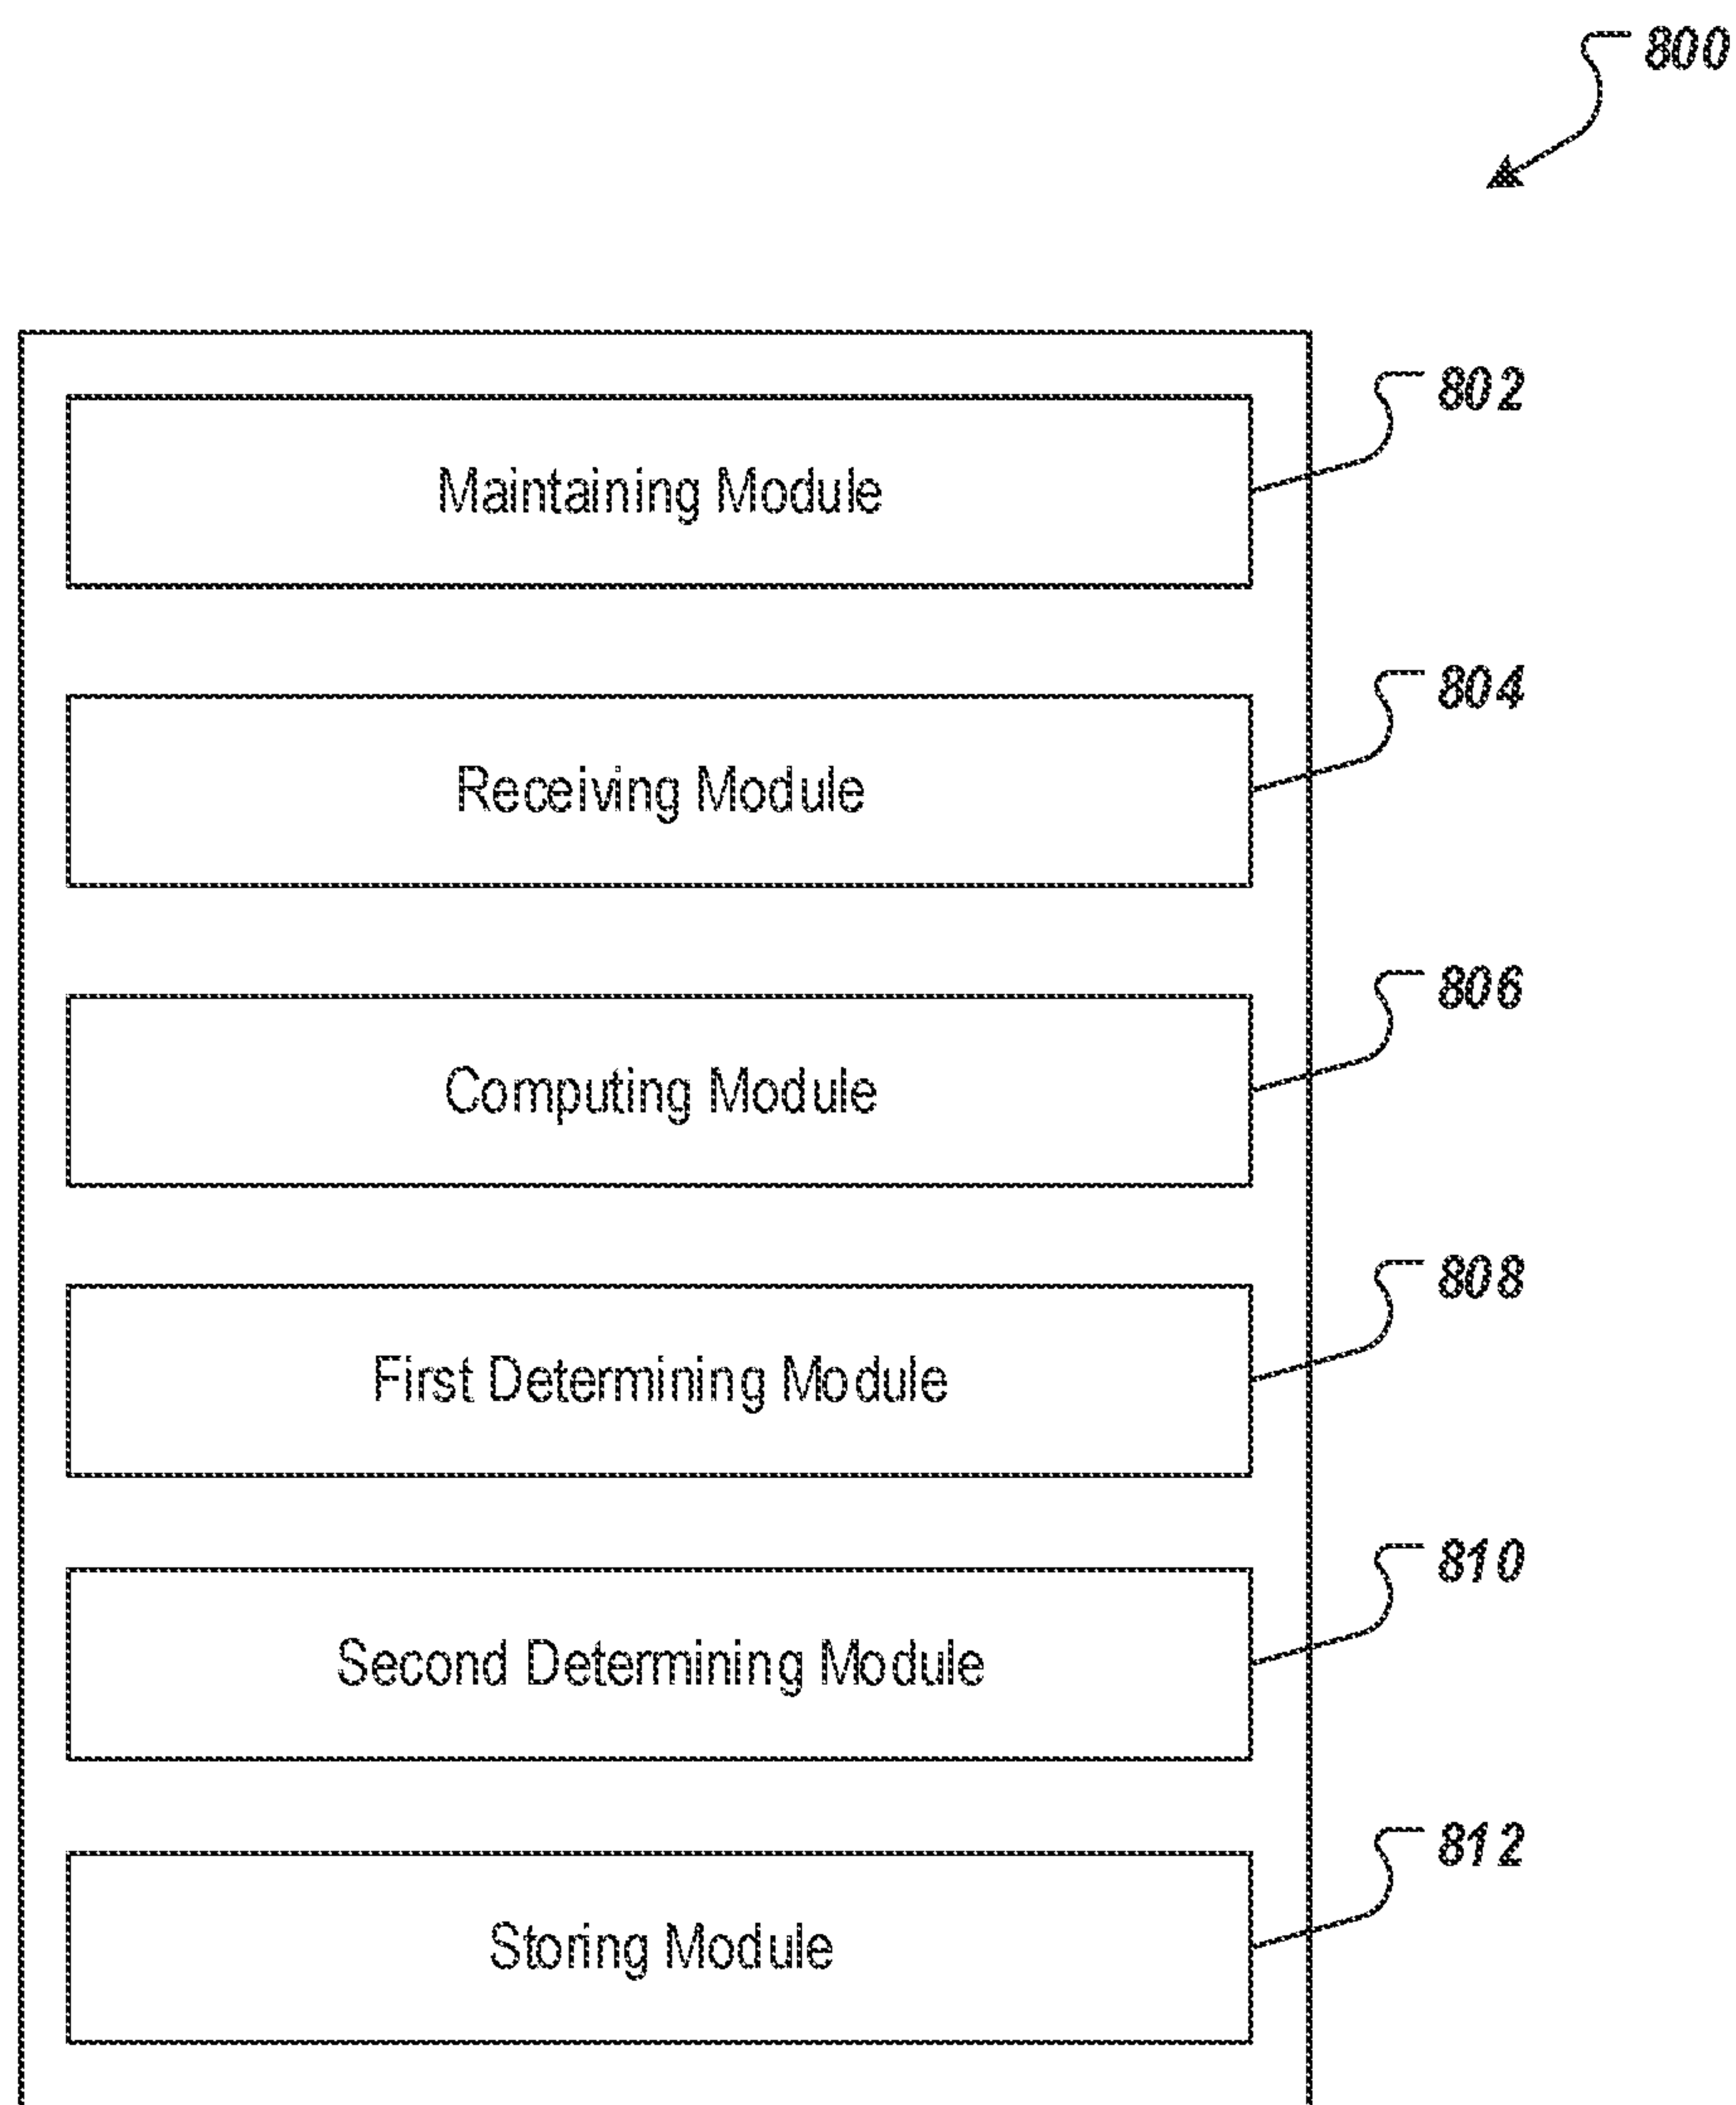 800
802
Maintaining Module
804
Receiving Module
806
Computing Module
808
First Determining Module
810
Second Determining Module
812
Storing Module